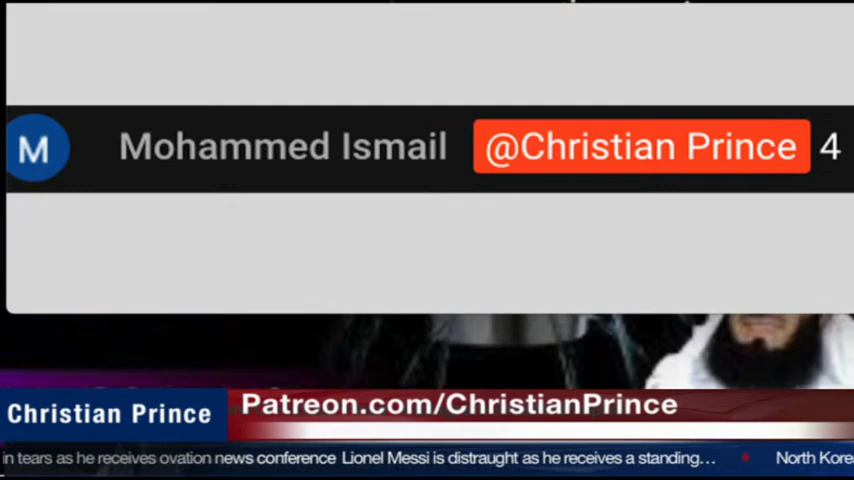 M Mohammed Ismail @Christian Prince 4
Patreon.com/ChristianPrince
Christian Prince
in tears as he receives ovation news conference Lionel Messi is distraught as he receives a standing... • North